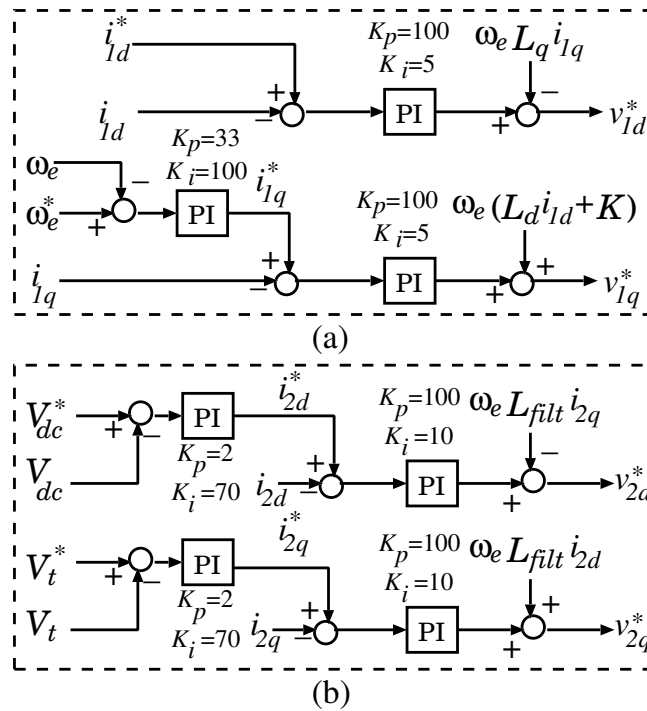 i*1d
Kp=100
Ki=5
ωe Lq i1q
+
−
i1d
−
PI
+
v*1d
Kp=33
Ki=100
ωe
−
i*1q
Kp=100
Ki=5
ωe (Ld i1d + K)
ω*e
+
PI
+
i1q
−
PI
+
+
v*1q
(a)
V*dc
+
−
PI
i*2d
Kp=100
Ki=10
ωe Lfilt i2q
Kp=2
Ki=70
+
−
Vdc
i2d
−
PI
+
v*2d
i*2q
V*t
+
−
PI
Kp=100
Ki=10
ωe Lfilt i2d
Kp=2
Ki=70
+
+
Vt
i2q
−
PI
+
v*2q
(b)